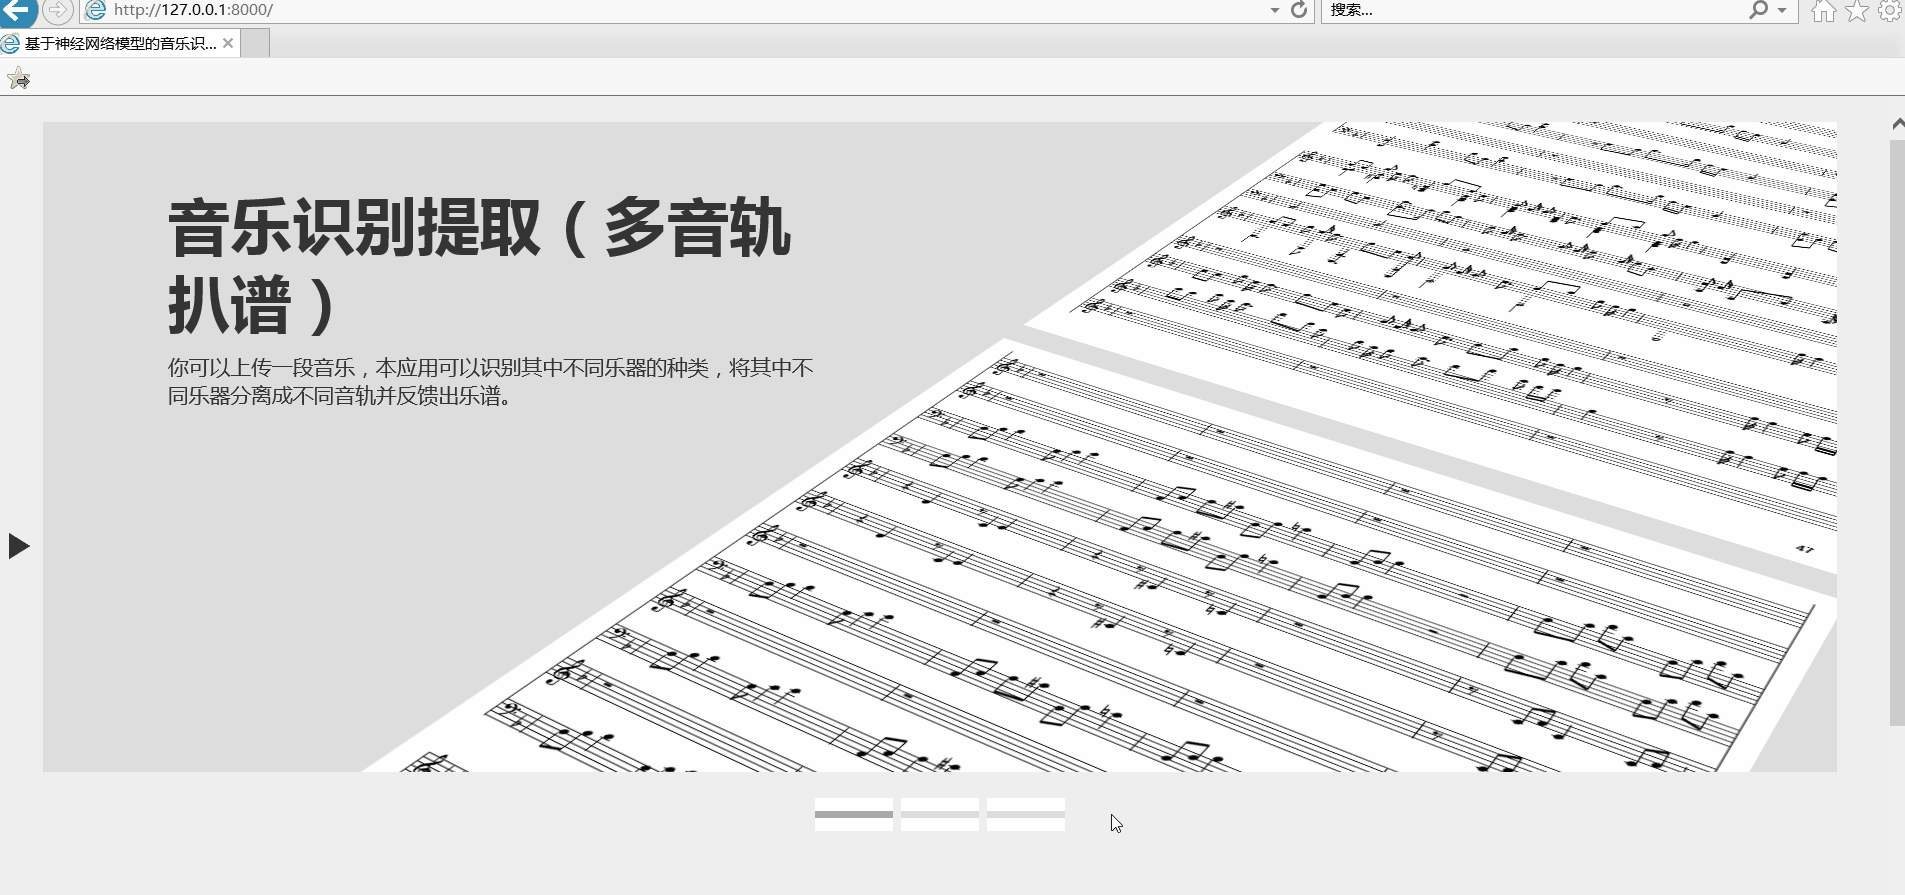 http://127.0.0.1:8000/
搜索...
基于神经网络模型的音乐识...
音乐识别提取（多音轨
扒谱）
你可以上传一段音乐，本应用可以识别其中不同乐器的种类，将其中不
同乐器分离成不同音轨并反馈出乐谱。
47